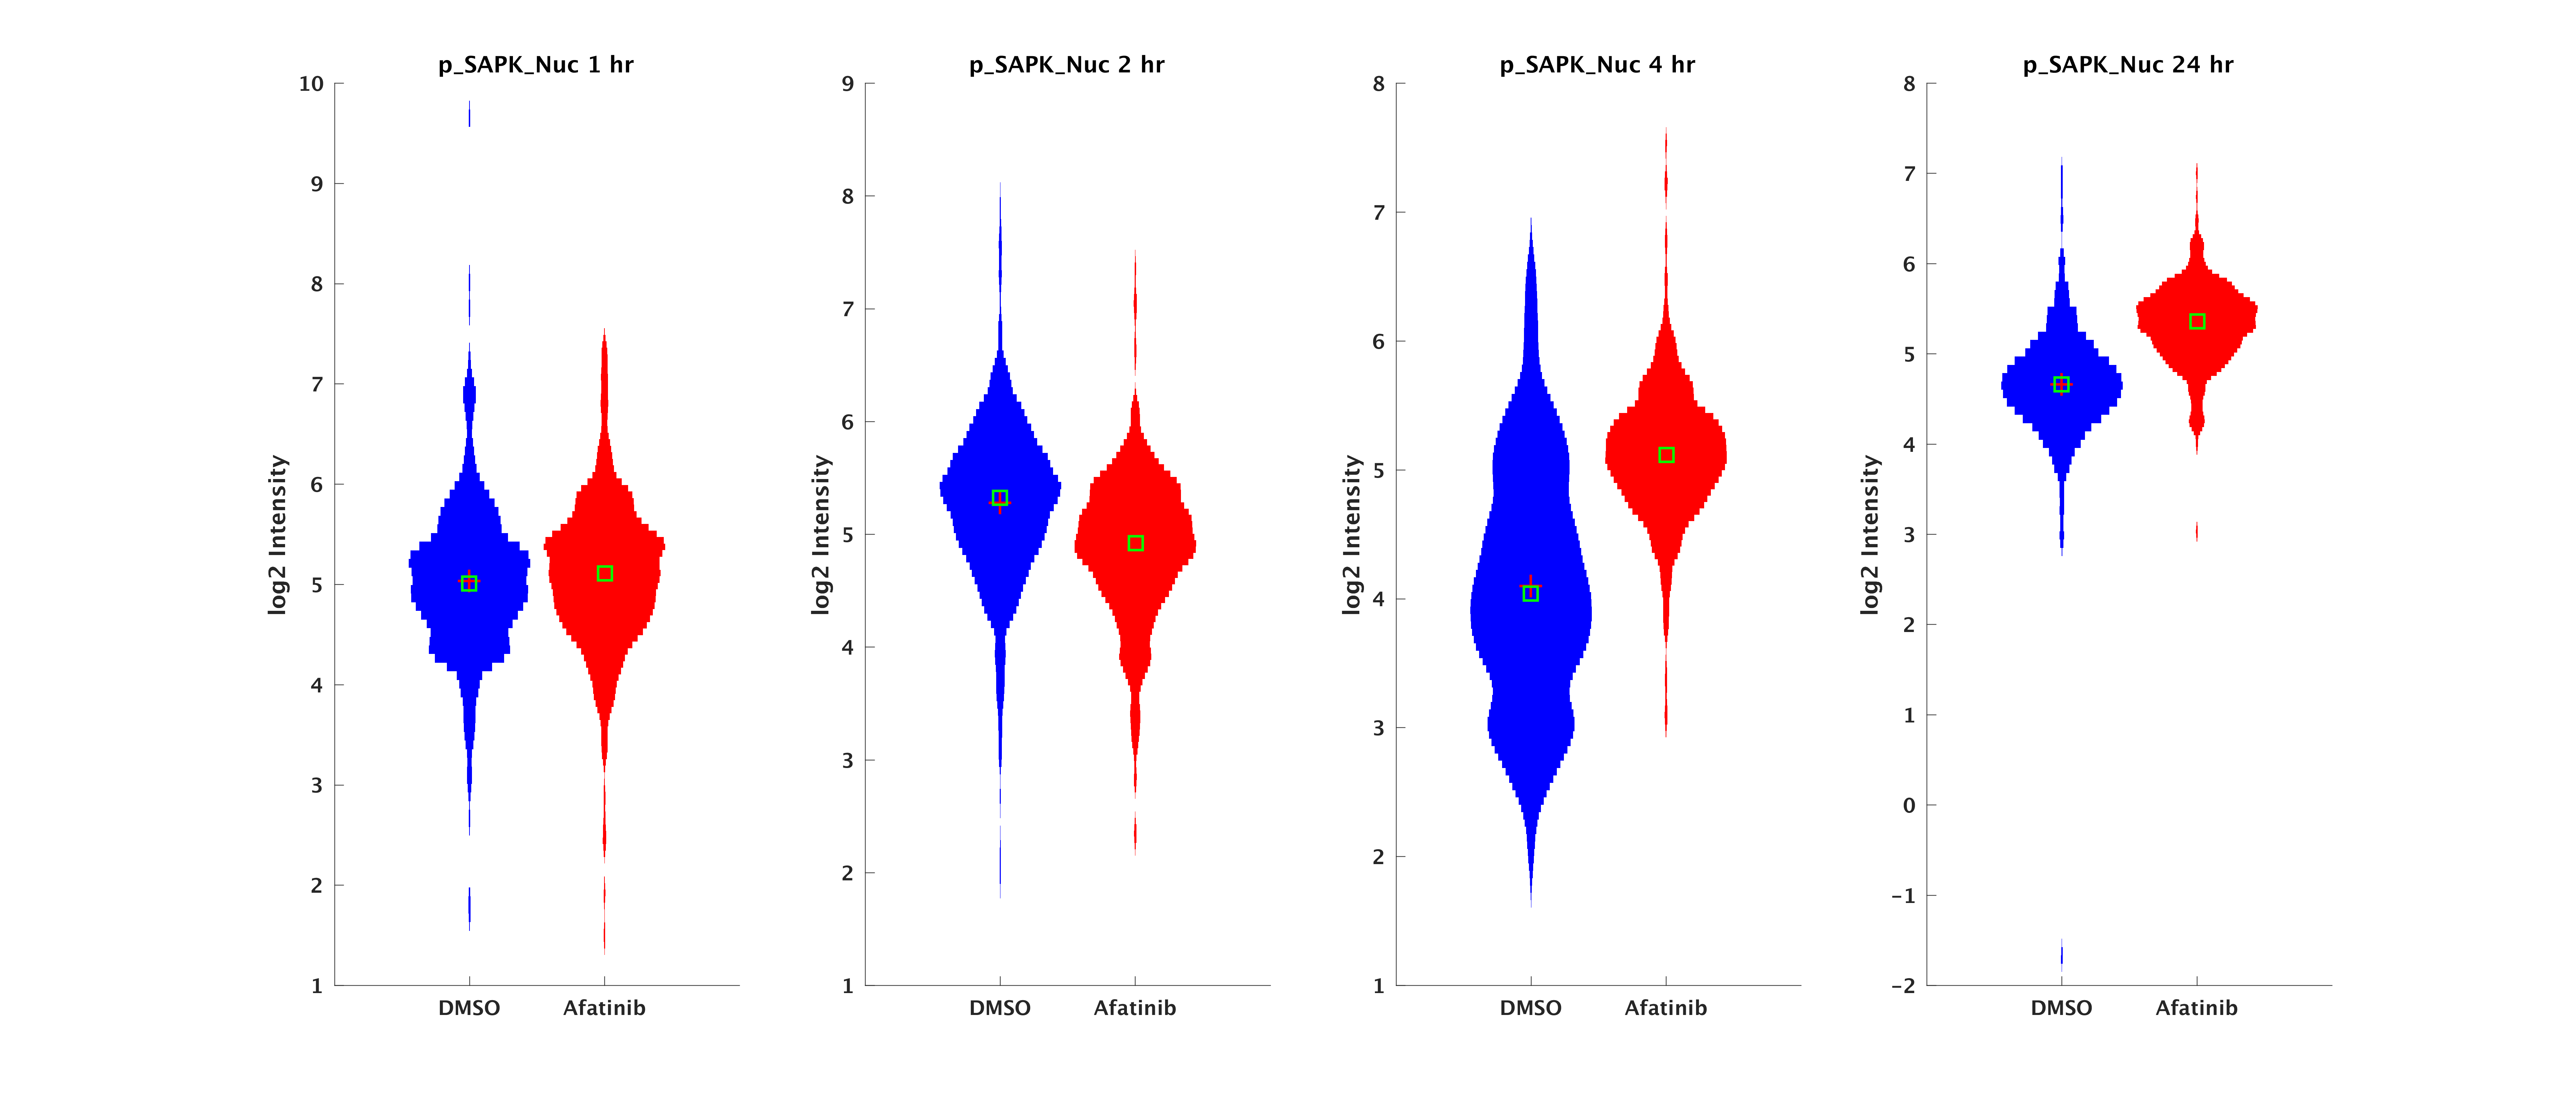 p_SAPK_Nuc 1 hr
10
9
8
7
6
5
4
3
2
1
log2 Intensity
DMSO
Afatinib
p_SAPK_Nuc 2 hr
9
8
7
6
5
4
3
2
1
log2 Intensity
DMSO
Afatinib
p_SAPK_Nuc 4 hr
8
7
6
5
4
3
2
1
log2 Intensity
DMSO
Afatinib
p_SAPK_Nuc 24 hr
8
7
6
5
4
3
2
1
0
-1
-2
log2 Intensity
DMSO
Afatinib